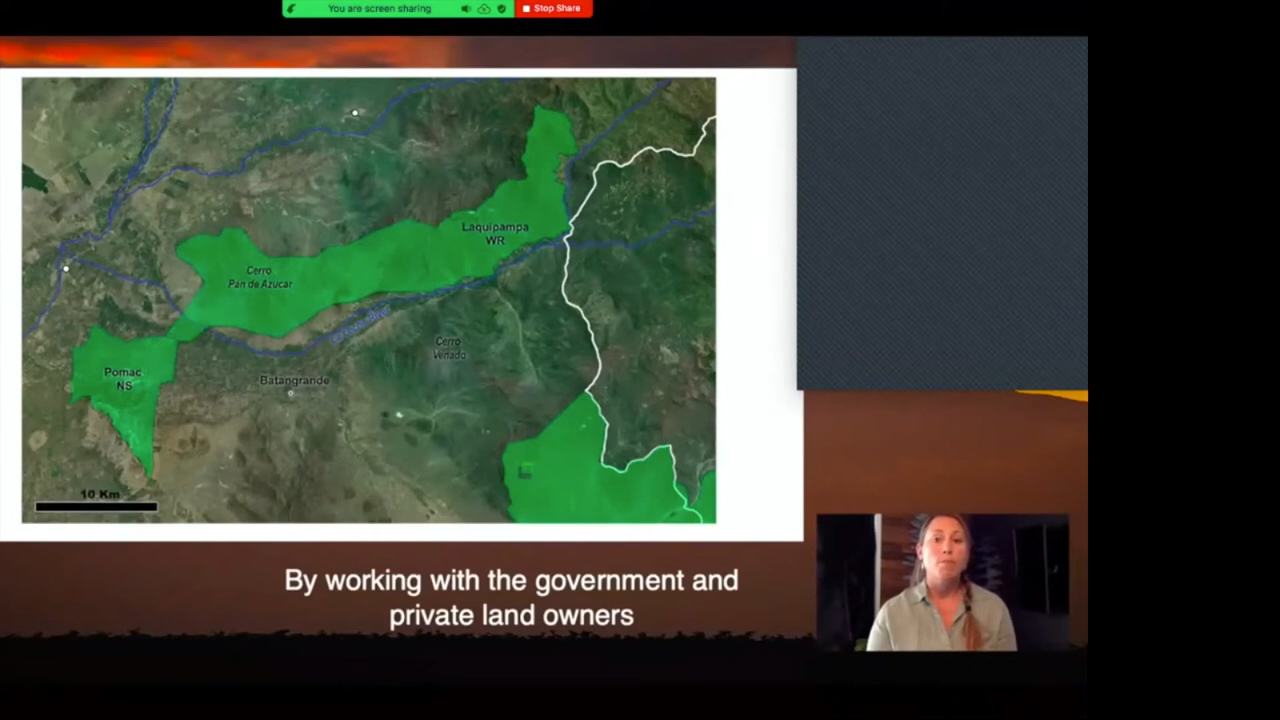 You are screen sharing
Stop Share
Laquipampa
WR
Cerro
Pan de Azucar
Cerro
Venado
Pomac
NS
Batangrande
10 Km
By working with the government and
private land owners